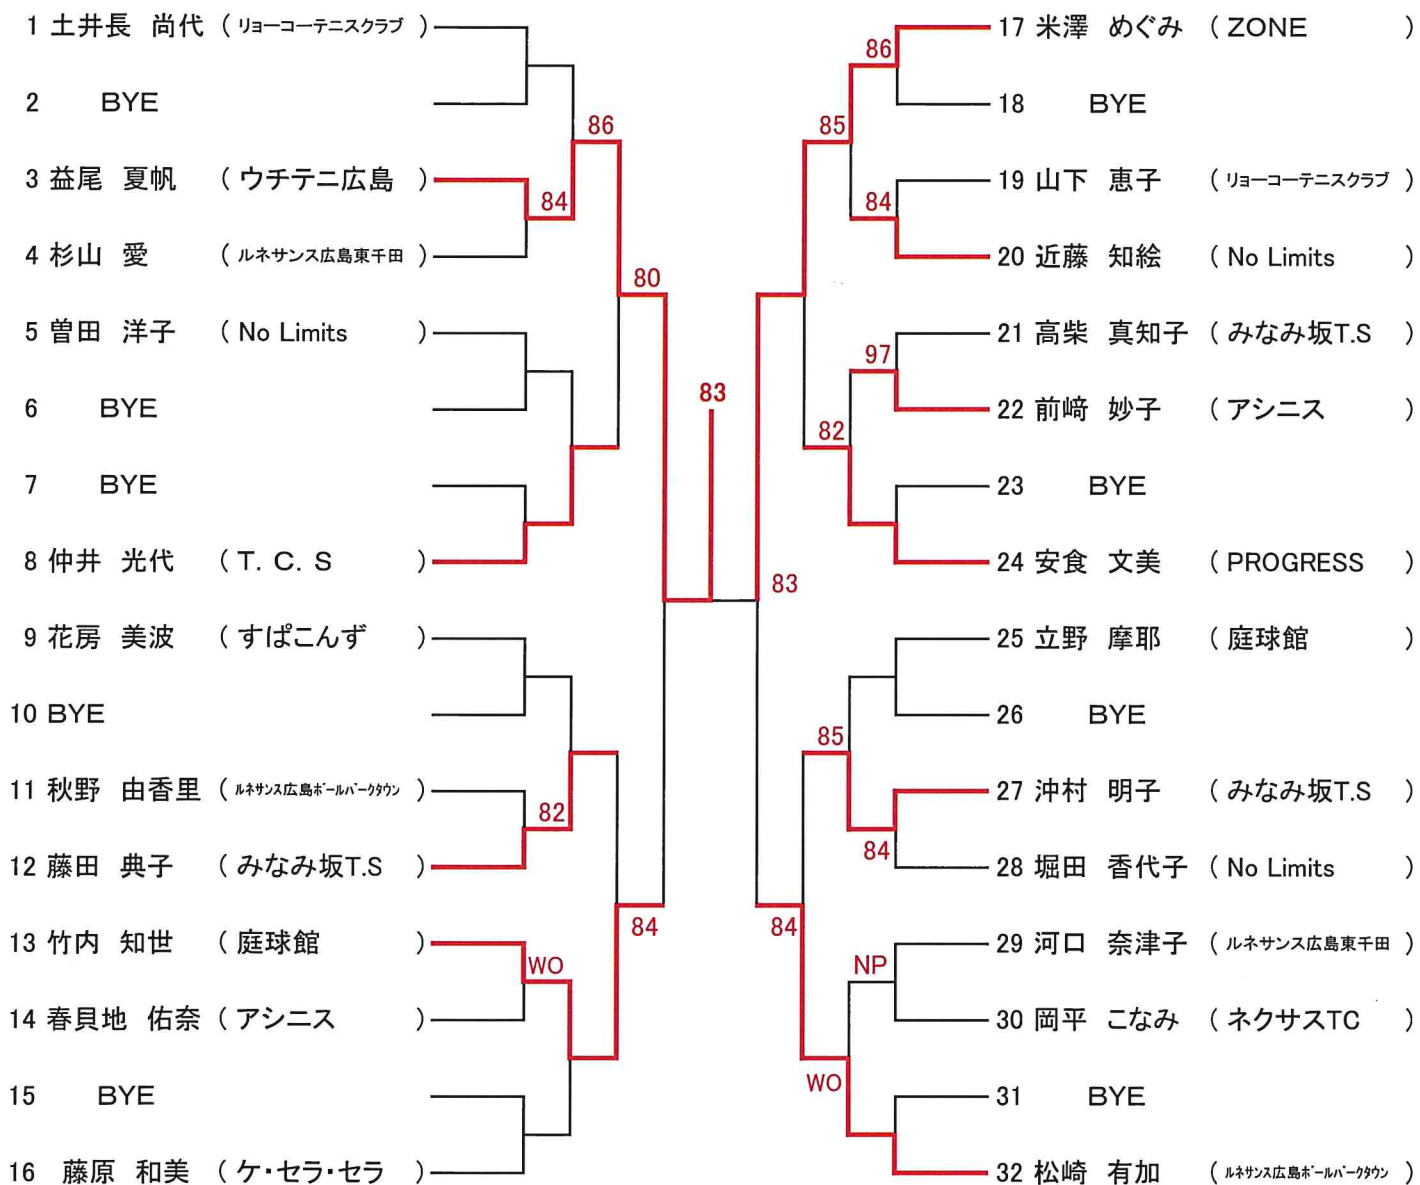 1 土井長 尚代 ( リョーコーテニスクラブ )
2 BYE
3 益尾 夏帆 ( ウチテニ広島 )
4 杉山 愛 ( ルネサンス広島東千田 )
5 曽田 洋子 ( No Limits )
6 BYE
7 BYE
8 仲井 光代 ( T. C. S )
9 花房 美波 ( すぱこんず )
10 BYE
11 秋野 由香里 ( ルネサンス広島ボールパークタウン )
12 藤田 典子 ( みなみ坂T.S )
13 竹内 知世 ( 庭球館 )
14 春貝地 佑奈 ( アシニス )
15 BYE
16 藤原 和美 ( ケ・セラ・セラ )
86
84
80
82
84
WO
83
83
86
85
84
97
82
85
84
84
NP
WO
17 米澤 めぐみ ( ZONE )
18 BYE
19 山下 恵子 ( リョーコーテニスクラブ )
20 近藤 知絵 ( No Limits )
21 高柴 真知子 ( みなみ坂T.S )
22 前﨑 妙子 ( アシニス )
23 BYE
24 安食 文美 ( PROGRESS )
25 立野 摩耶 ( 庭球館 )
26 BYE
27 沖村 明子 ( みなみ坂T.S )
28 堀田 香代子 ( No Limits )
29 河口 奈津子 ( ルネサンス広島東千田 )
30 岡平 こなみ ( ネクサスTC )
31 BYE
32 松崎 有加 ( ルネサンス広島ボールパークタウン )